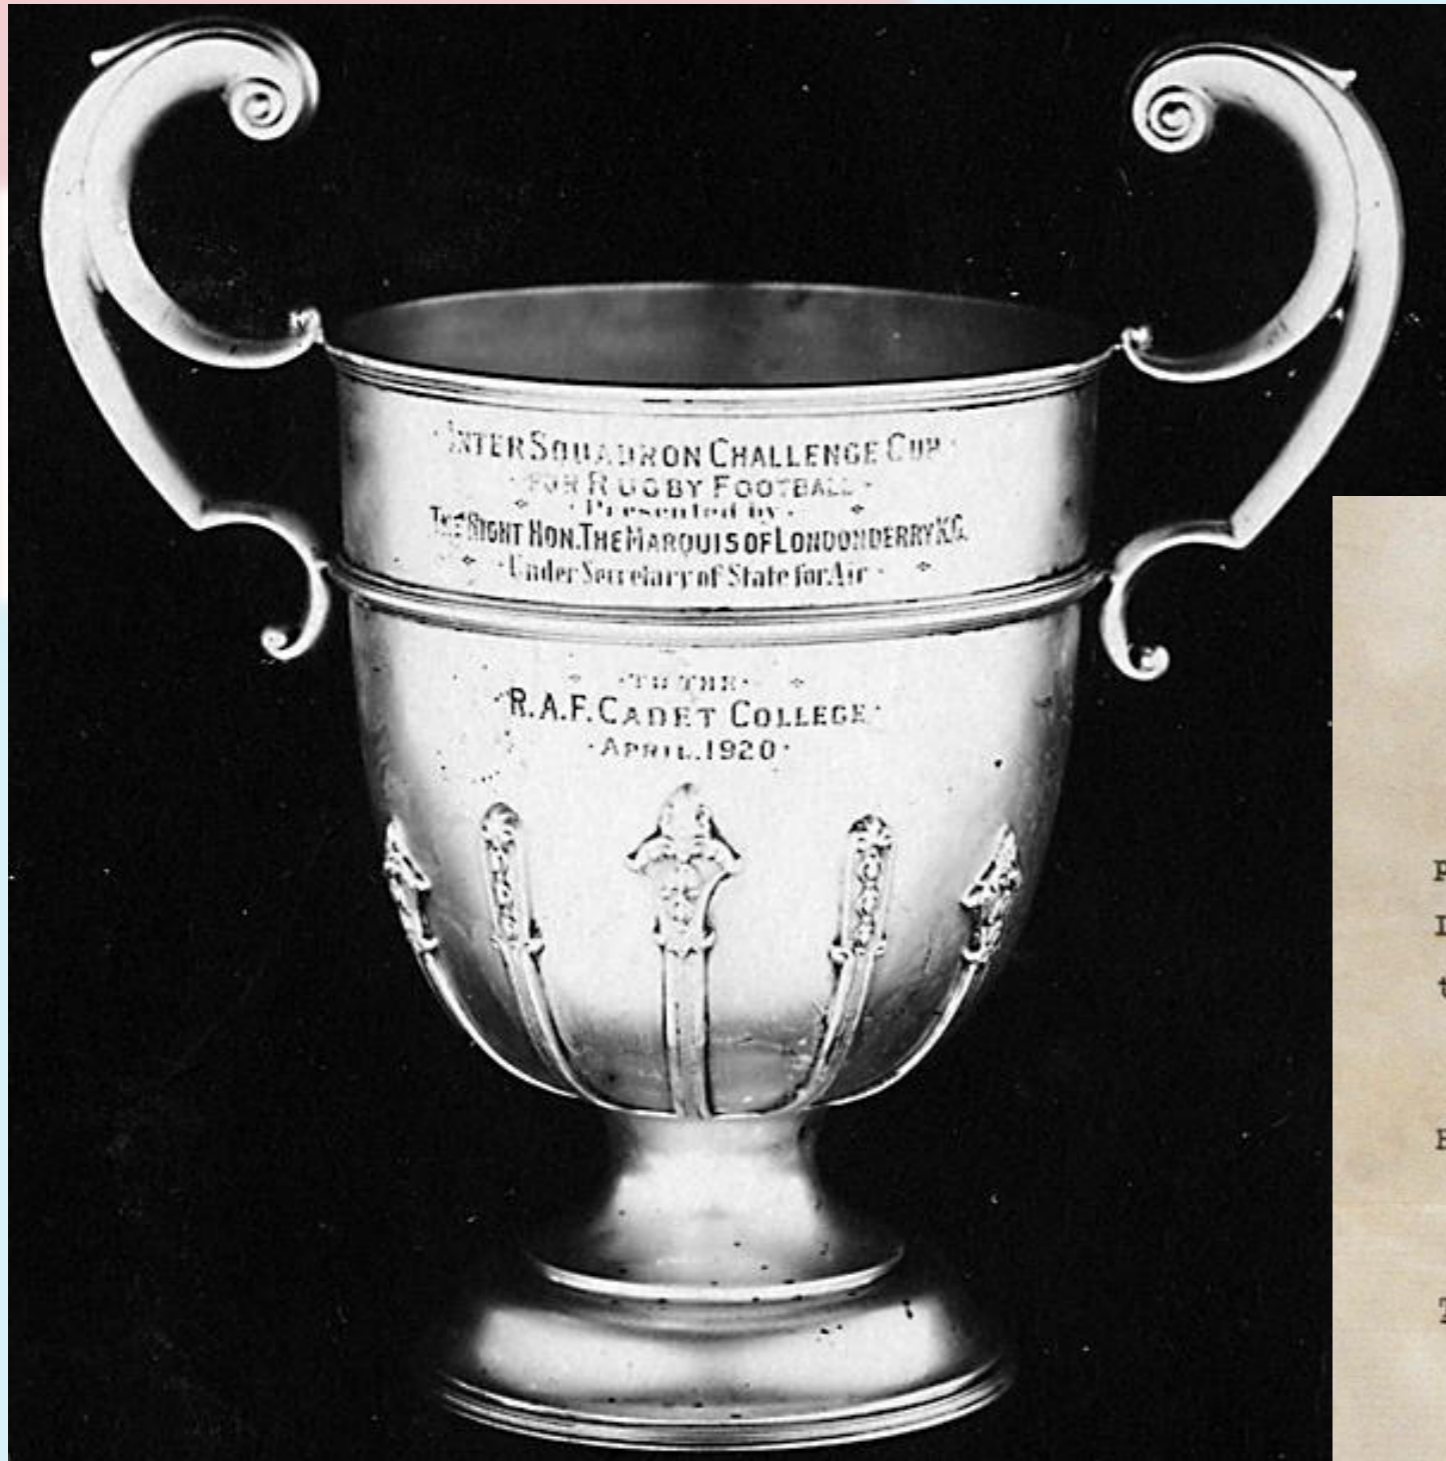 · INTER SQUADRON CHALLENGE CUP ·
· FOR RUGBY FOOTBALL ·
· Presented by ·
THE RIGHT HON. THE MARQUIS OF LONDONDERRY K.G.
· Under Secretary of State for Air ·
· TO THE ·
· R.A.F. CADET COLLEGE ·
· APRIL. 1920 ·